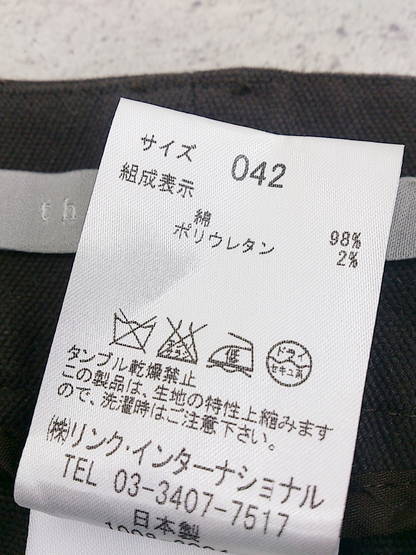 th
サイズ 042
組成表示
綿 98%
ポリウレタン 2%
低
ドライ
セキユ系
タンブル乾燥禁止
この製品は、生地の特性上縮みます
ので、洗濯時はご注意下さい。
㈱リンク・インターナショナル
TEL 03-3407-7517
日本製